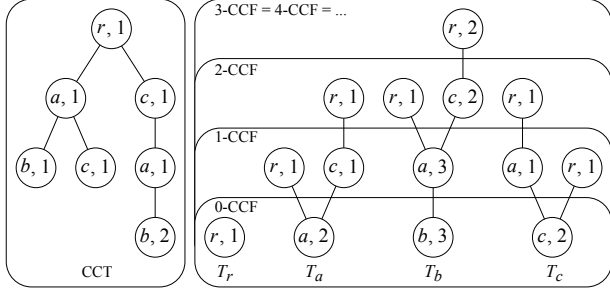 r, 1
a, 1
c, 1
b, 1
c, 1
a, 1
b, 2
CCT
3-CCF = 4-CCF = ...
r, 2
2-CCF
r, 1
r, 1
c, 2
r, 1
1-CCF
r, 1
c, 1
a, 3
a, 1
r, 1
0-CCF
r, 1
a, 2
b, 3
c, 2
Tr
Ta
Tb
Tc